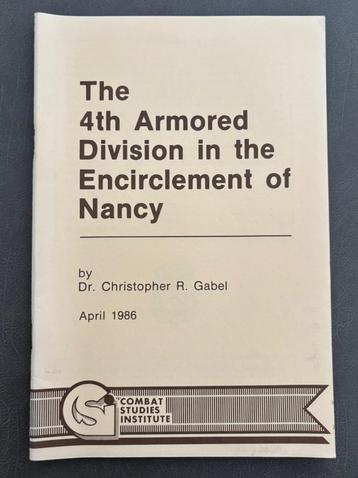 The
4th Armored
Division in the
Encirclement of
Nancy
by
Dr. Christopher R. Gabel
April 1986
COMBAT
STUDIES
INSTITUTE